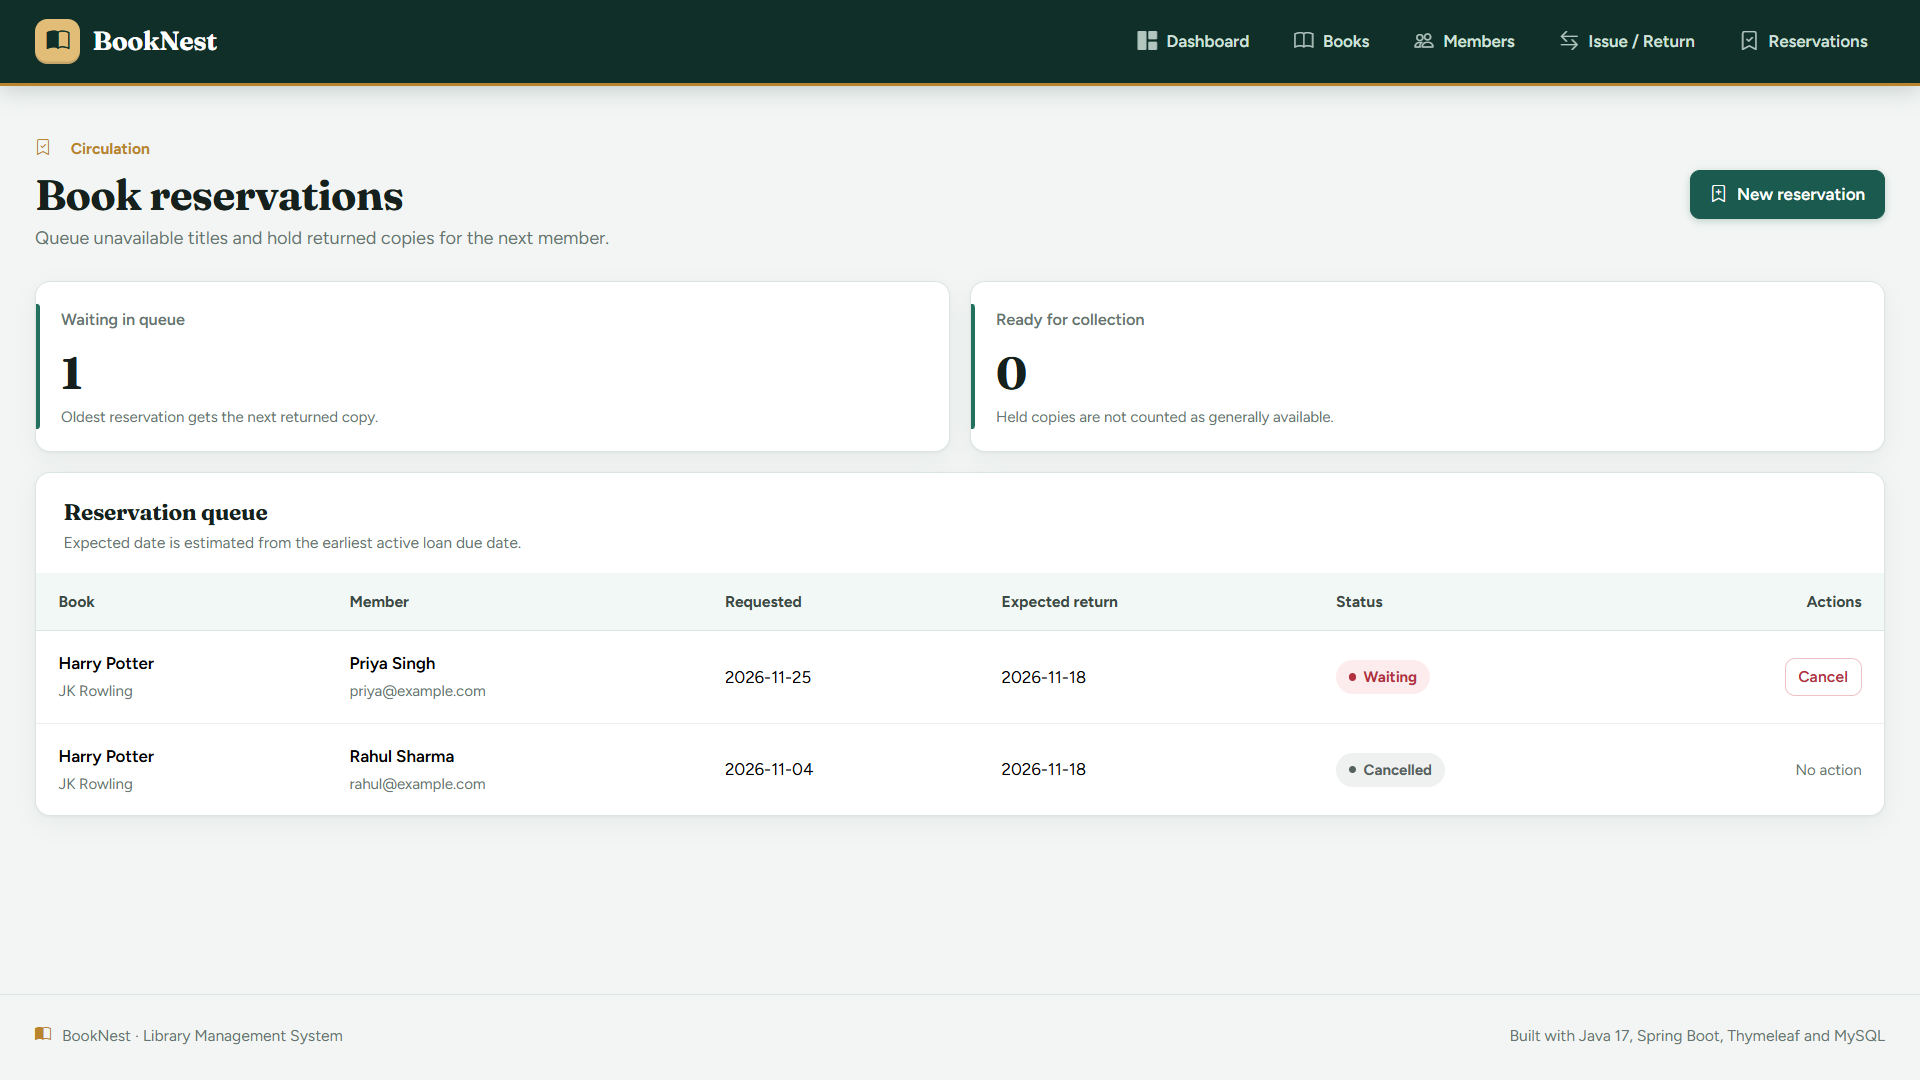 BookNest
Dashboard
Books
Members
Issue / Return
Reservations
Circulation
Book reservations
Queue unavailable titles and hold returned copies for the next member.
New reservation
Waiting in queue
1
Oldest reservation gets the next returned copy.
Ready for collection
0
Held copies are not counted as generally available.
Reservation queue
Expected date is estimated from the earliest active loan due date.
Book Member Requested Expected return Status Actions
Harry Potter
JK Rowling
Priya Singh
priya@example.com
2026-11-25
2026-11-18
Waiting
Cancel
Harry Potter
JK Rowling
Rahul Sharma
rahul@example.com
2026-11-04
2026-11-18
Cancelled
No action
BookNest · Library Management System
Built with Java 17, Spring Boot, Thymeleaf and MySQL